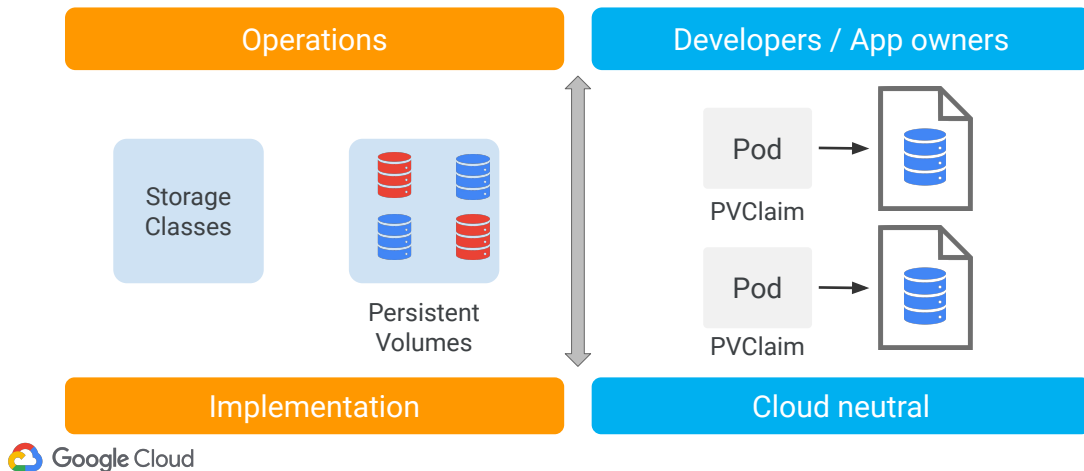 Operations
Developers / App owners
Storage
Classes
Persistent
Volumes
Pod
PVClaim
Pod
PVClaim
Implementation
Cloud neutral
Google Cloud